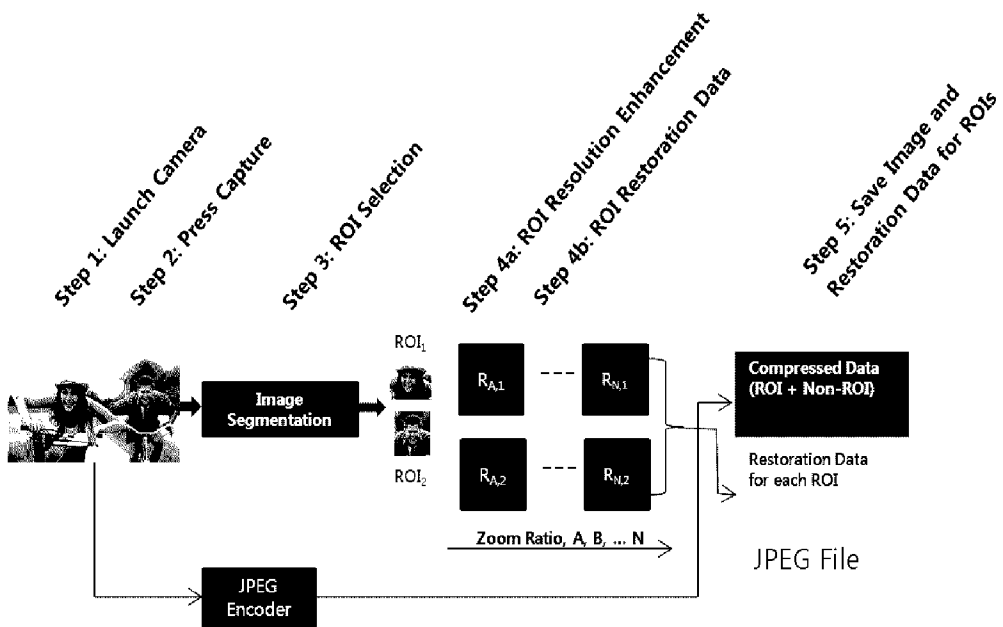 Step 1: Launch Camera
Step 2: Press Capture
Step 3: ROI Selection
Step 4a: ROI Resolution Enhancement
Step 4b: ROI Restoration Data
Step 5: Save Image and
Restoration Data for ROIs
ROI1
Image
Segmentation
ROI2
RA,1
RN,1
RA,2
RN,2
Zoom Ratio, A, B, ... N
Compressed Data
(ROI + Non-ROI)
Restoration Data
for each ROI
JPEG File
JPEG
Encoder